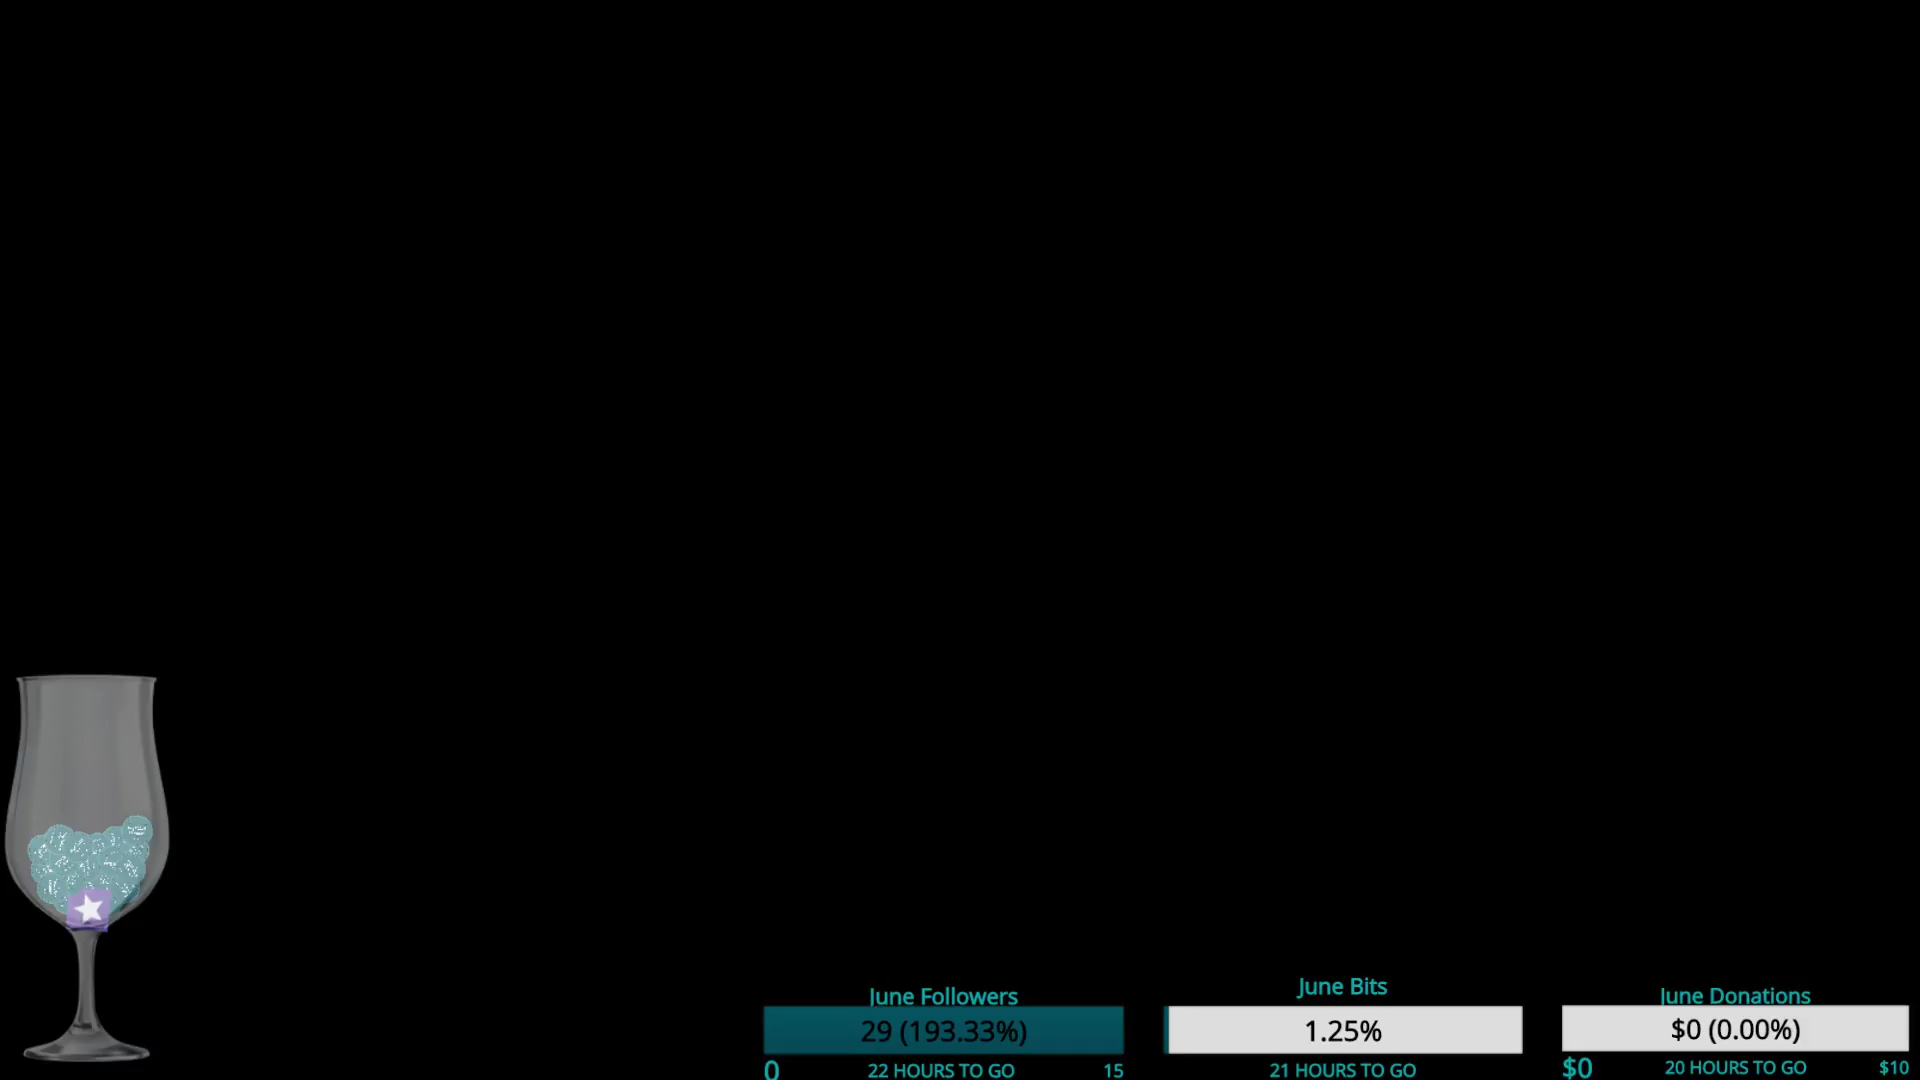 June Followers
29 (193.33%)
0 22 HOURS TO GO 15
June Bits
1.25%
21 HOURS TO GO
June Donations
$0 (0.00%)
$0 20 HOURS TO GO $10